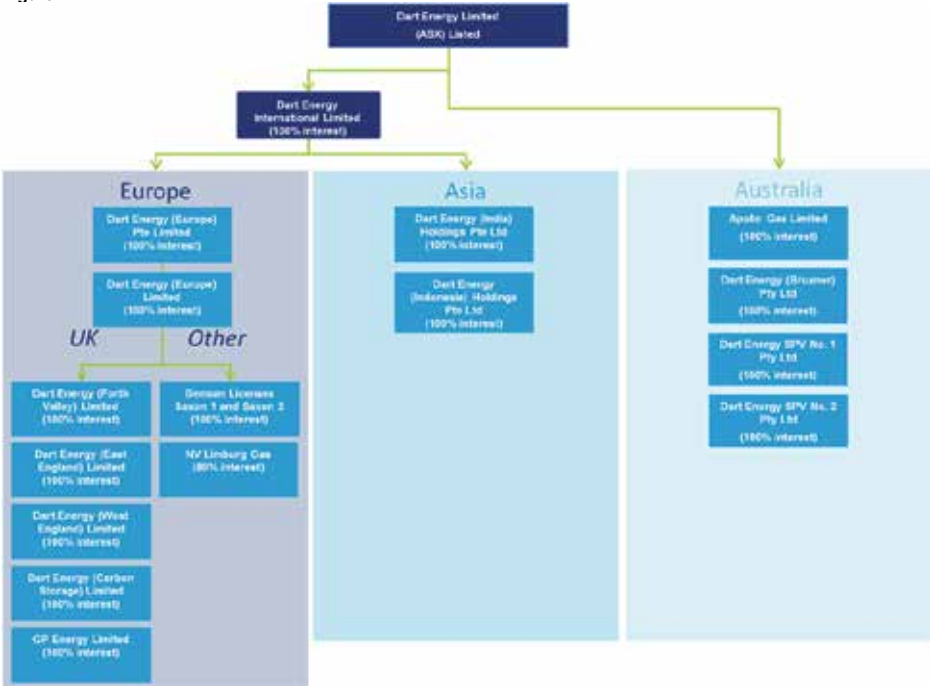 Dart Energy Limited
(ASX) Listed
Dart Energy
International Limited
(100% interest)
Europe
Dart Energy (Europe)
Pte Limited
(100% interest)
Dart Energy (Europe)
Limited
(100% interest)
UK
Other
Dart Energy (Forth
Valley) Limited
(100% interest)
Dart Energy (East
England) Limited
(100% interest)
Dart Energy (West
England) Limited
(100% interest)
Dart Energy (Carbon
Storage) Limited
(100% interest)
GP Energy Limited
(100% interest)
German Licenses
Saxon 1 and Saxon 2
(100% interest)
NV Limburg Gas
(80% interest)
Asia
Dart Energy (India)
Holdings Pte Ltd
(100% interest)
Dart Energy
(Indonesia) Holdings
Pte Ltd
(100% interest)
Australia
Apollo Gas Limited
(100% interest)
Dart Energy (Bruxner)
Pty Ltd
(100% interest)
Dart Energy SPV No. 1
Pty Ltd
(100% interest)
Dart Energy SPV No. 2
Pty Ltd
(100% interest)